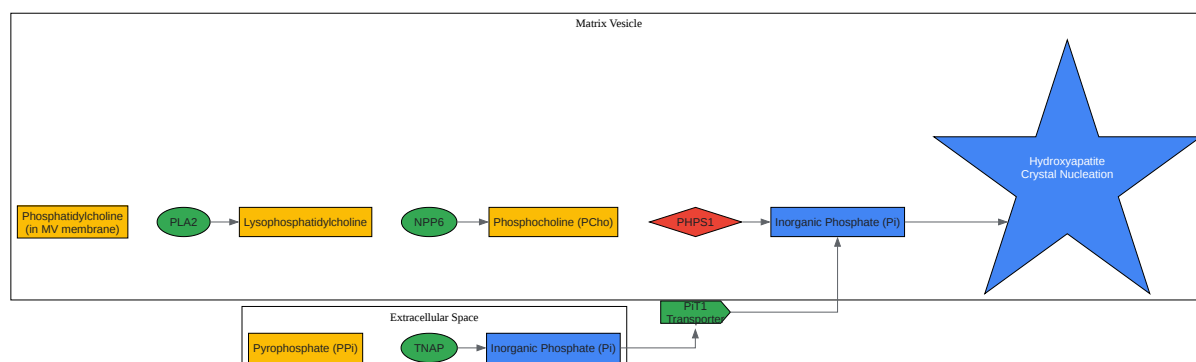 Matrix Vesicle
Hydroxyapatite
Crystal Nucleation
Phosphatidylcholine
(in MV membrane)
PLA2
Lysophosphatidylcholine
NPP6
Phosphocholine (PCho)
PHPS1
Inorganic Phosphate (Pi)
PiT1
Transporter
Extracellular Space
Pyrophosphate (PPi)
TNAP
Inorganic Phosphate (Pi)